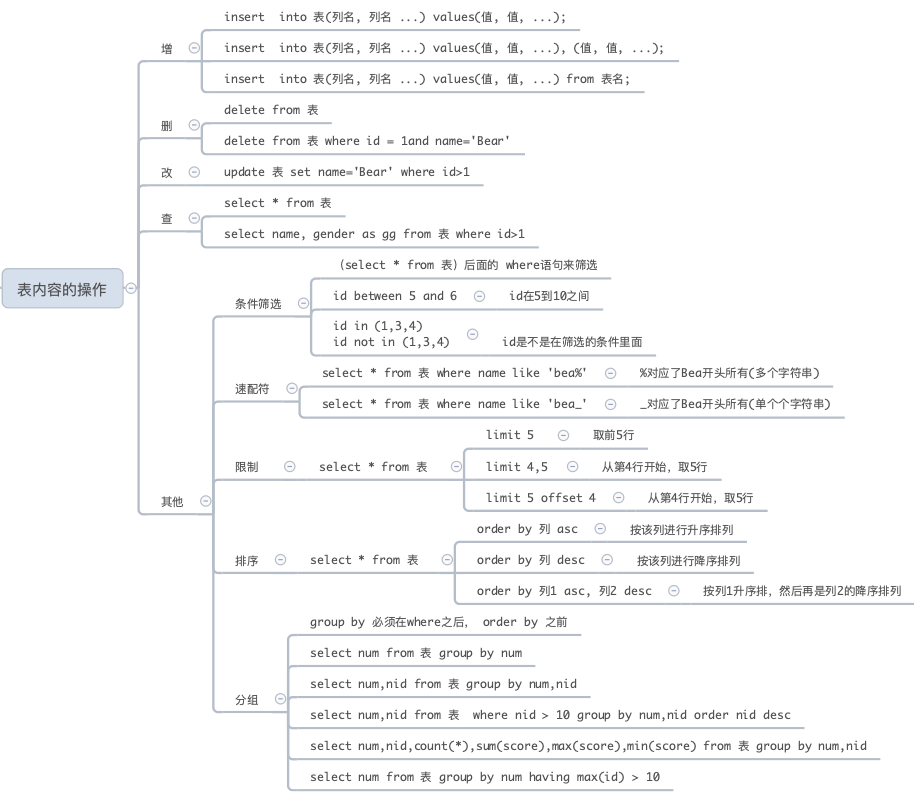 表内容的操作
增
insert  into 表(列名, 列名 ...) values(值, 值, ...);
insert  into 表(列名, 列名 ...) values(值, 值, ...), (值, 值, ...);
insert  into 表(列名, 列名 ...) values(值, 值, ...) from 表名;
删
delete from 表
delete from 表 where id = 1and name='Bear'
改
update 表 set name='Bear' where id>1
查
select * from 表
select name, gender as gg from 表 where id>1
其他
条件筛选
（select * from 表）后面的 where语句来筛选
id between 5 and 6
id在5到10之间
id in (1,3,4)
id not in (1,3,4)
id是不是在筛选的条件里面
速配符
select * from 表 where name like 'bea%'
%对应了Bea开头所有(多个字符串)
select * from 表 where name like 'bea_'
_对应了Bea开头所有(单个个字符串)
限制
select * from 表
limit 5
取前5行
limit 4,5
从第4行开始，取5行
limit 5 offset 4
从第4行开始，取5行
排序
select * from 表
order by 列 asc
按该列进行升序排列
order by 列 desc
按该列进行降序排列
order by 列1 asc, 列2 desc
按列1升序排，然后再是列2的降序排列
分组
group by 必须在where之后， order by 之前
select num from 表 group by num
select num,nid from 表 group by num,nid
select num,nid from 表  where nid > 10 group by num,nid order nid desc
select num,nid,count(*),sum(score),max(score),min(score) from 表 group by num,nid
select num from 表 group by num having max(id) > 10